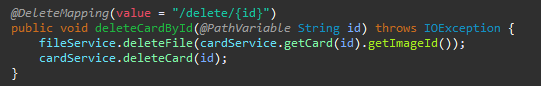 @DeleteMapping(value = "/delete/{id}")
public void deleteCardById(@PathVariable String id) throws IOException {
    fileService.deleteFile(cardService.getCard(id).getImageId());
    cardService.deleteCard(id);
}